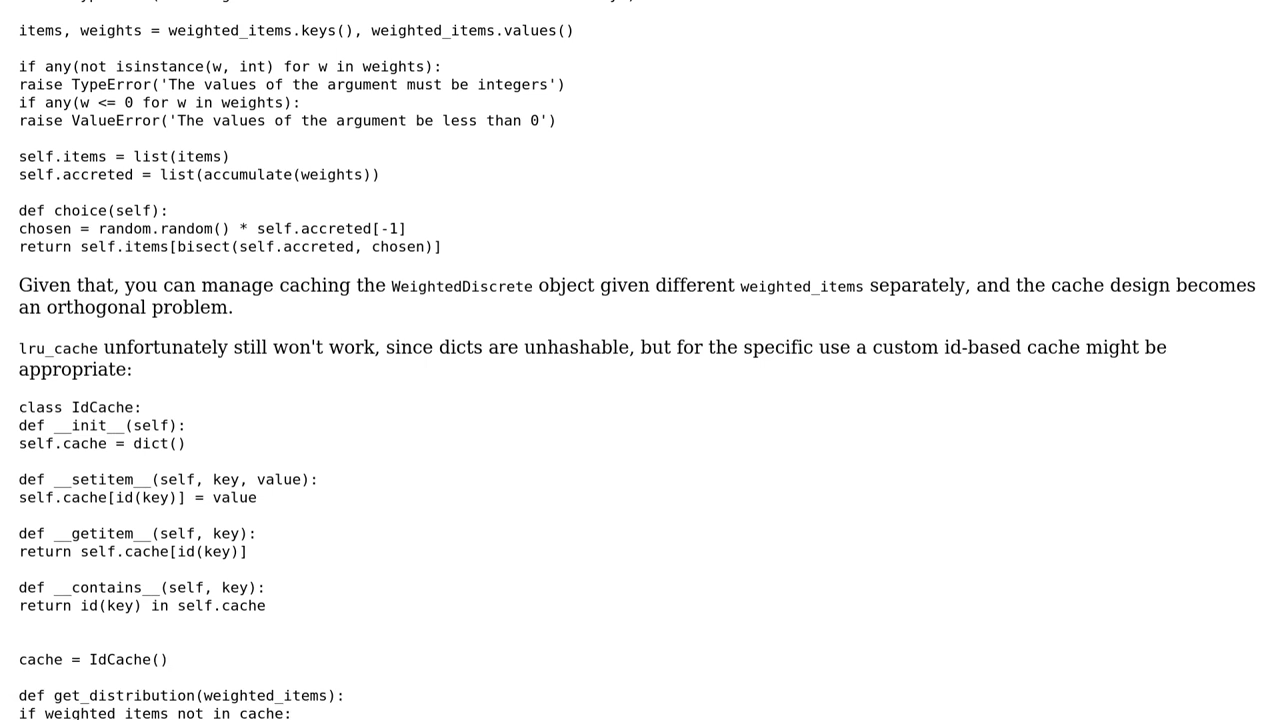 items, weights = weighted_items.keys(), weighted_items.values()
if any(not isinstance(w, int) for w in weights):
raise TypeError('The values of the argument must be integers')
if any(w <= 0 for w in weights):
raise ValueError('The values of the argument be less than 0')
self.items = list(items)
self.accreted = list(accumulate(weights))
def choice(self):
chosen = random.random() * self.accreted[-1]
return self.items[bisect(self.accreted, chosen)]
Given that, you can manage caching the WeightedDiscrete object given different weighted_items separately, and the cache design becomes
an orthogonal problem.
lru_cache unfortunately still won't work, since dicts are unhashable, but for the specific use a custom id-based cache might be
appropriate:
class IdCache:
def __init__(self):
self.cache = dict()
def __setitem__(self, key, value):
self.cache[id(key)] = value
def __getitem__(self, key):
return self.cache[id(key)]
def __contains__(self, key):
return id(key) in self.cache
cache = IdCache()
def get_distribution(weighted_items):
if weighted_items not in cache: